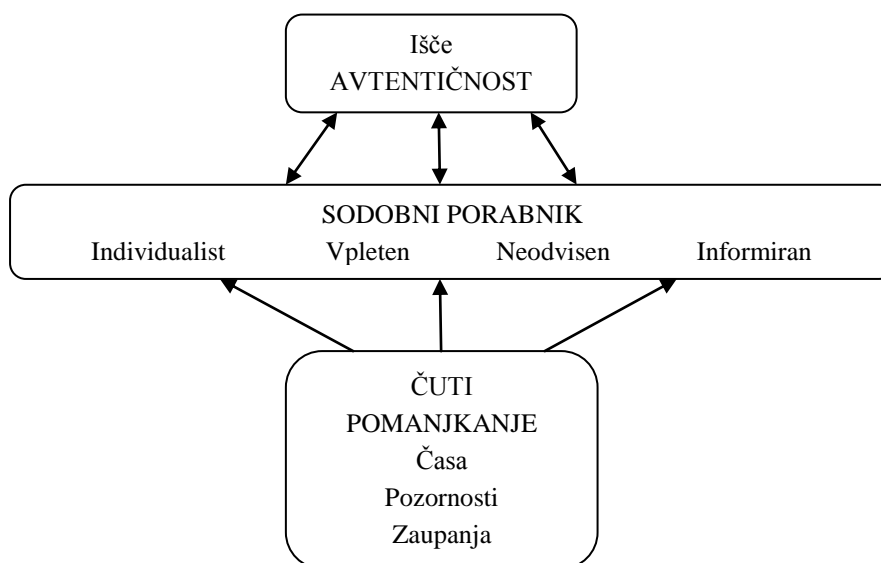 Išče
AVTENTIČNOST
SODOBNI PORABNIK
Individualist Vpleten Neodvisen Informiran
ČUTI
POMANJKANJE
Časa
Pozornosti
Zaupanja